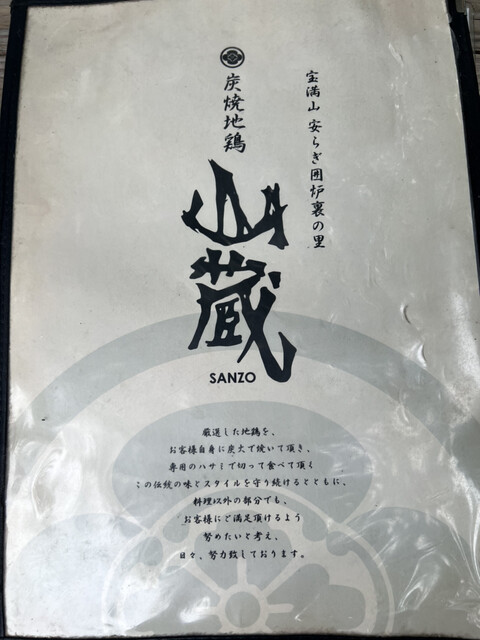 宝満山 安らぎ囲炉裏の里
炭焼地鶏
山蔵
SANZO
厳選した地鶏を、
お客様自身に炭火で焼いて頂き、
専用のハサミで切って食べて頂く
この伝統の味とスタイルを守り続けるとともに、
料理以外の部分でも、
お客様にご満足頂けるよう
努めたいと考え、
日々、努力致しております。